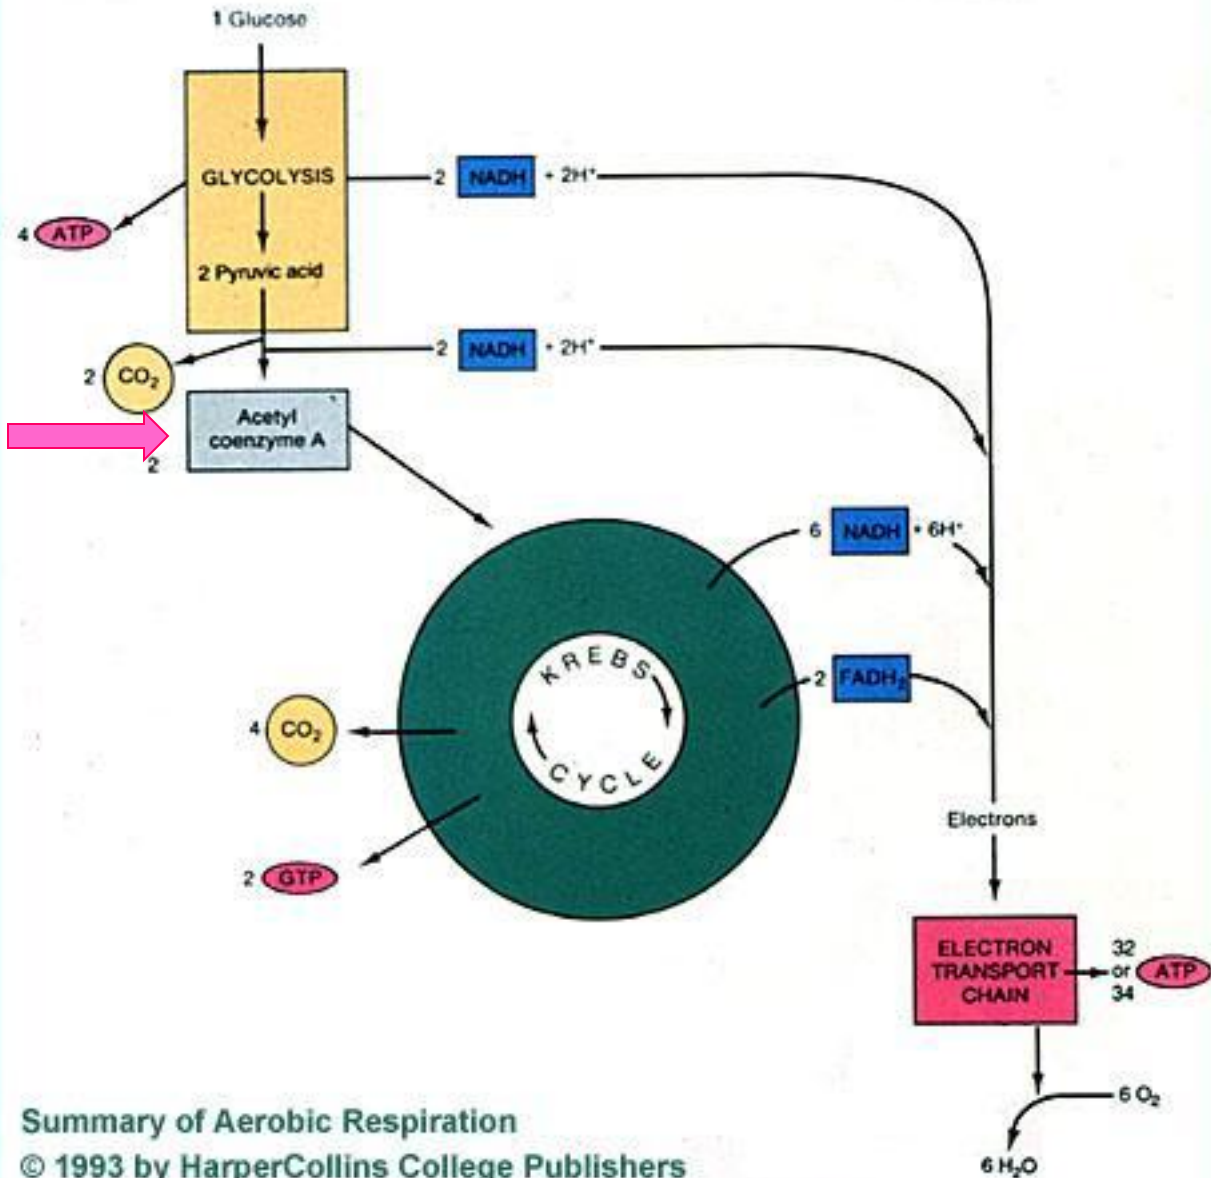 1 Glucose
GLYCOLYSIS
2 NADH + 2H⁺
4 ATP
2 Pyruvic acid
2 NADH + 2H⁺
2 CO₂
Acetyl
coenzyme A
2
6 NADH + 6H⁺
KREBS
CYCLE
2 FADH₂
4 CO₂
2 GTP
Electrons
ELECTRON
TRANSPORT
CHAIN
32
or
34
ATP
6 O₂
6 H₂O
Summary of Aerobic Respiration
© 1993 by HarperCollins College Publishers